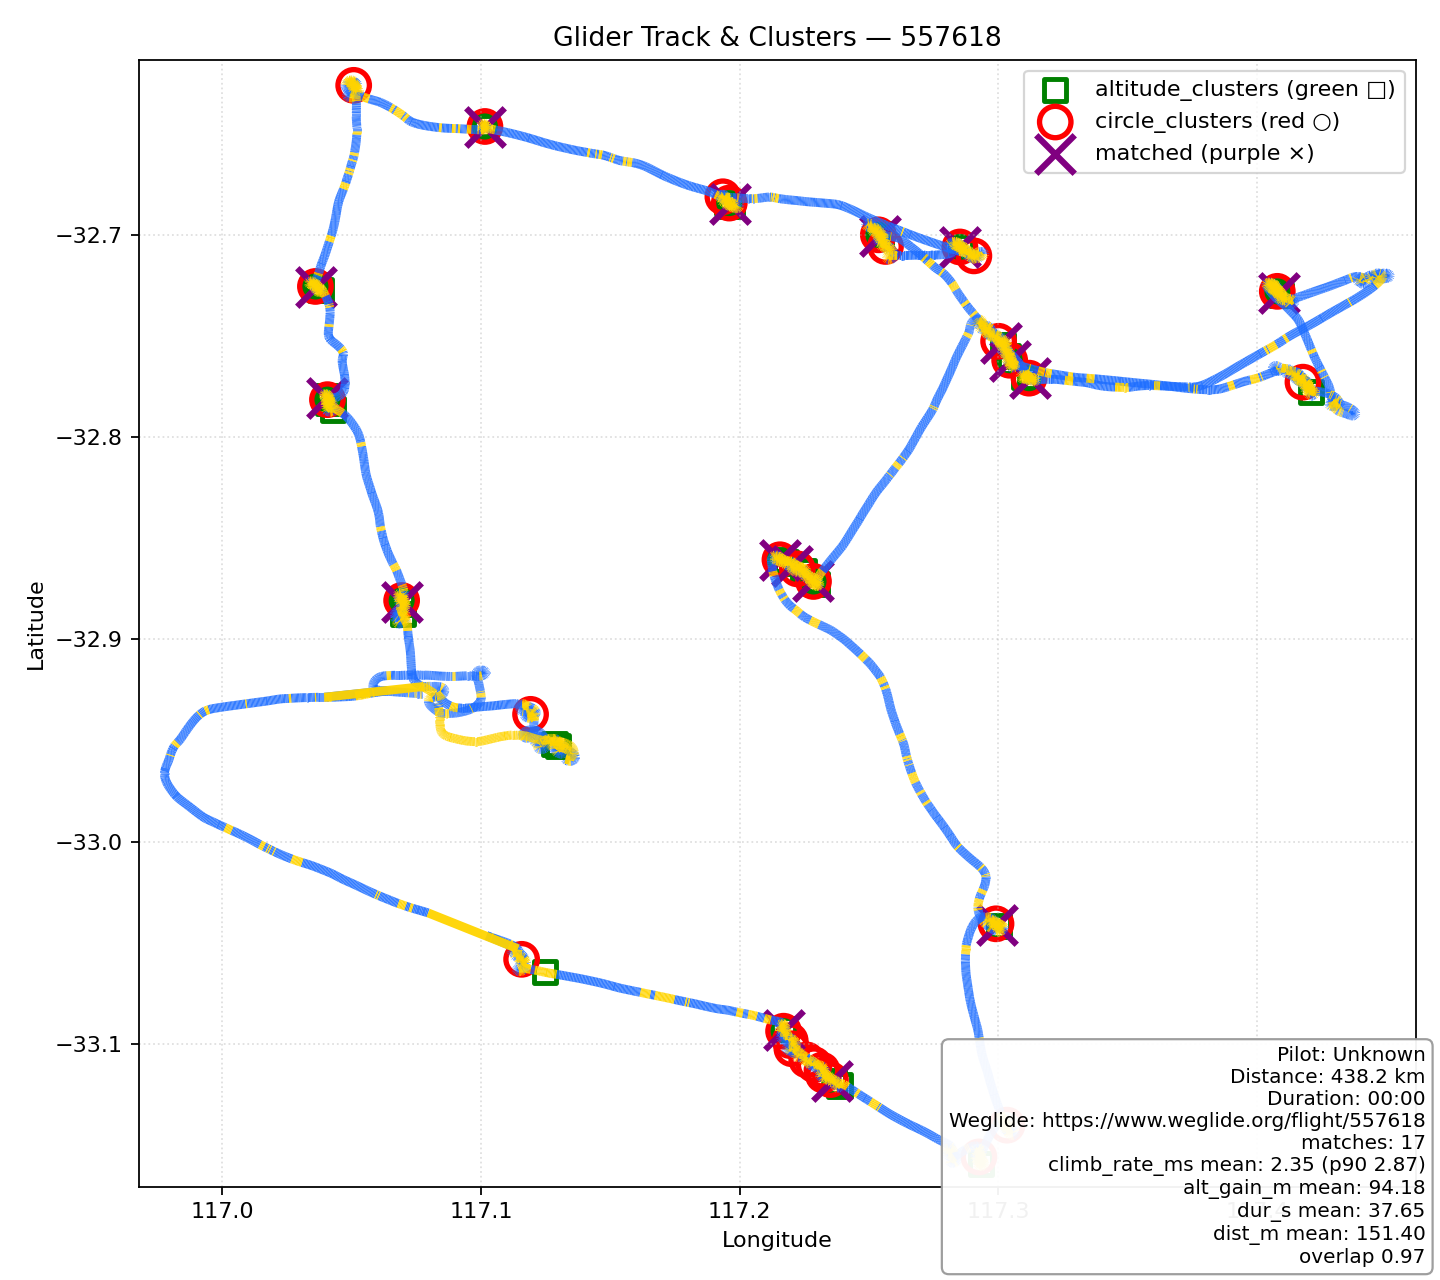 Glider Track & Clusters — 557618
altitude_clusters (green □)
circle_clusters (red ○)
matched (purple ×)
Latitude
−32.7
−32.8
−32.9
−33.0
−33.1
117.0
117.1
117.2
117.3
Longitude
Pilot: Unknown
Distance: 438.2 km
Duration: 00:00
Weglide: https://www.weglide.org/flight/557618
matches: 17
climb_rate_ms mean: 2.35 (p90 2.87)
alt_gain_m mean: 94.18
dur_s mean: 37.65
dist_m mean: 151.40
overlap 0.97